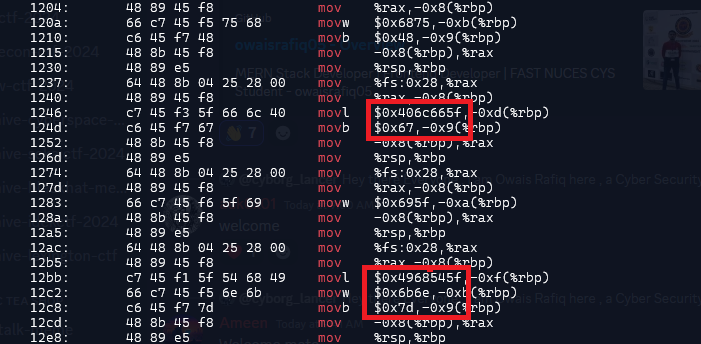 1204: 48 89 45 f8 mov %rax,-0x8(%rbp)
120a: 66 c7 45 f5 75 68 movw $0x6875,-0xb(%rbp)
1210: c6 45 f7 48 movb $0x48,-0x9(%rbp)
1215: 48 8b 45 f8 mov -0x8(%rbp),%rax
1230: 48 89 e5 mov %rsp,%rbp
1237: 64 48 8b 04 25 28 00 mov %fs:0x28,%rax
1240: 48 89 45 f8 mov %rax,-0x8(%rbp)
1246: c7 45 f3 5f 66 6c 40 movl $0x406c665f,-0xd(%rbp)
124d: c6 45 f7 67 movb $0x67,-0x9(%rbp)
1252: 48 8b 45 f8 mov -0x8(%rbp),%rax
126d: 48 89 e5 mov %rsp,%rbp
1274: 64 48 8b 04 25 28 00 mov %fs:0x28,%rax
127d: 48 89 45 f8 mov %rax,-0x8(%rbp)
1283: 66 c7 45 f6 5f 69 movw $0x695f,-0xa(%rbp)
128a: 48 8b 45 f8 mov -0x8(%rbp),%rax
12a5: 48 89 e5 mov %rsp,%rbp
12ac: 64 48 8b 04 25 28 00 mov %fs:0x28,%rax
12b5: 48 89 45 f8 mov %rax,-0x8(%rbp)
12bb: c7 45 f1 5f 54 68 49 movl $0x4968545f,-0xf(%rbp)
12c2: 66 c7 45 f5 6e 6b movw $0x6b6e,-0xb(%rbp)
12c8: c6 45 f7 7d movb $0x7d,-0x9(%rbp)
12cd: 48 8b 45 f8 mov -0x8(%rbp),%rax
12e8: 48 89 e5 mov %rsp,%rbp